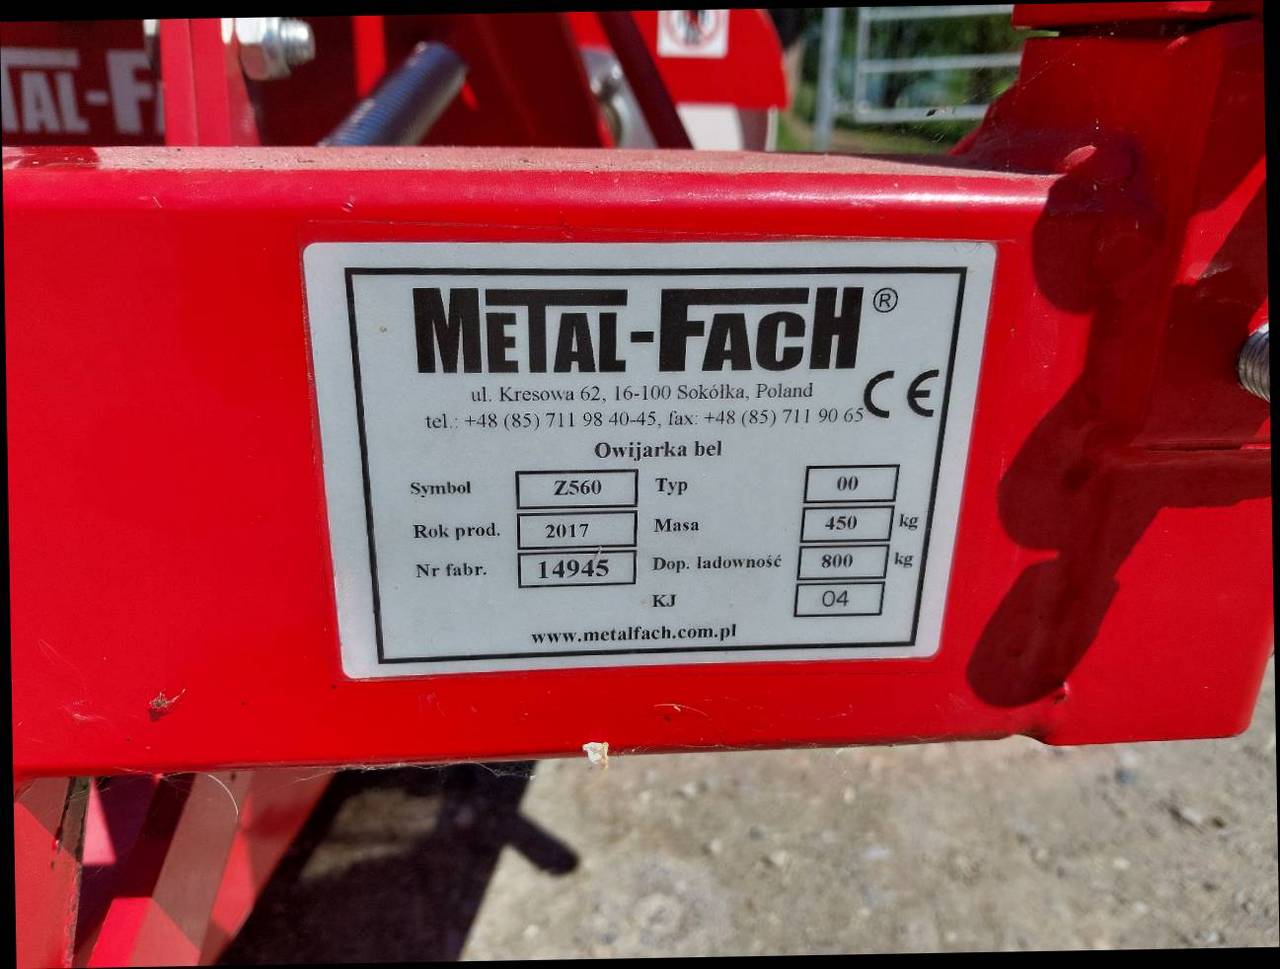 TAL-FA
METAL-FACH ®
ul. Kresowa 62, 16-100 Sokółka, Poland
tel.: +48 (85) 711 98 40-45, fax: +48 (85) 711 90 65
CE
Owijarka bel
Symbol Z560 Typ 00
Rok prod. 2017 Masa 450 kg
Nr fabr. 14945 Dop. ładowność 800 kg
KJ 04
www.metalfach.com.pl